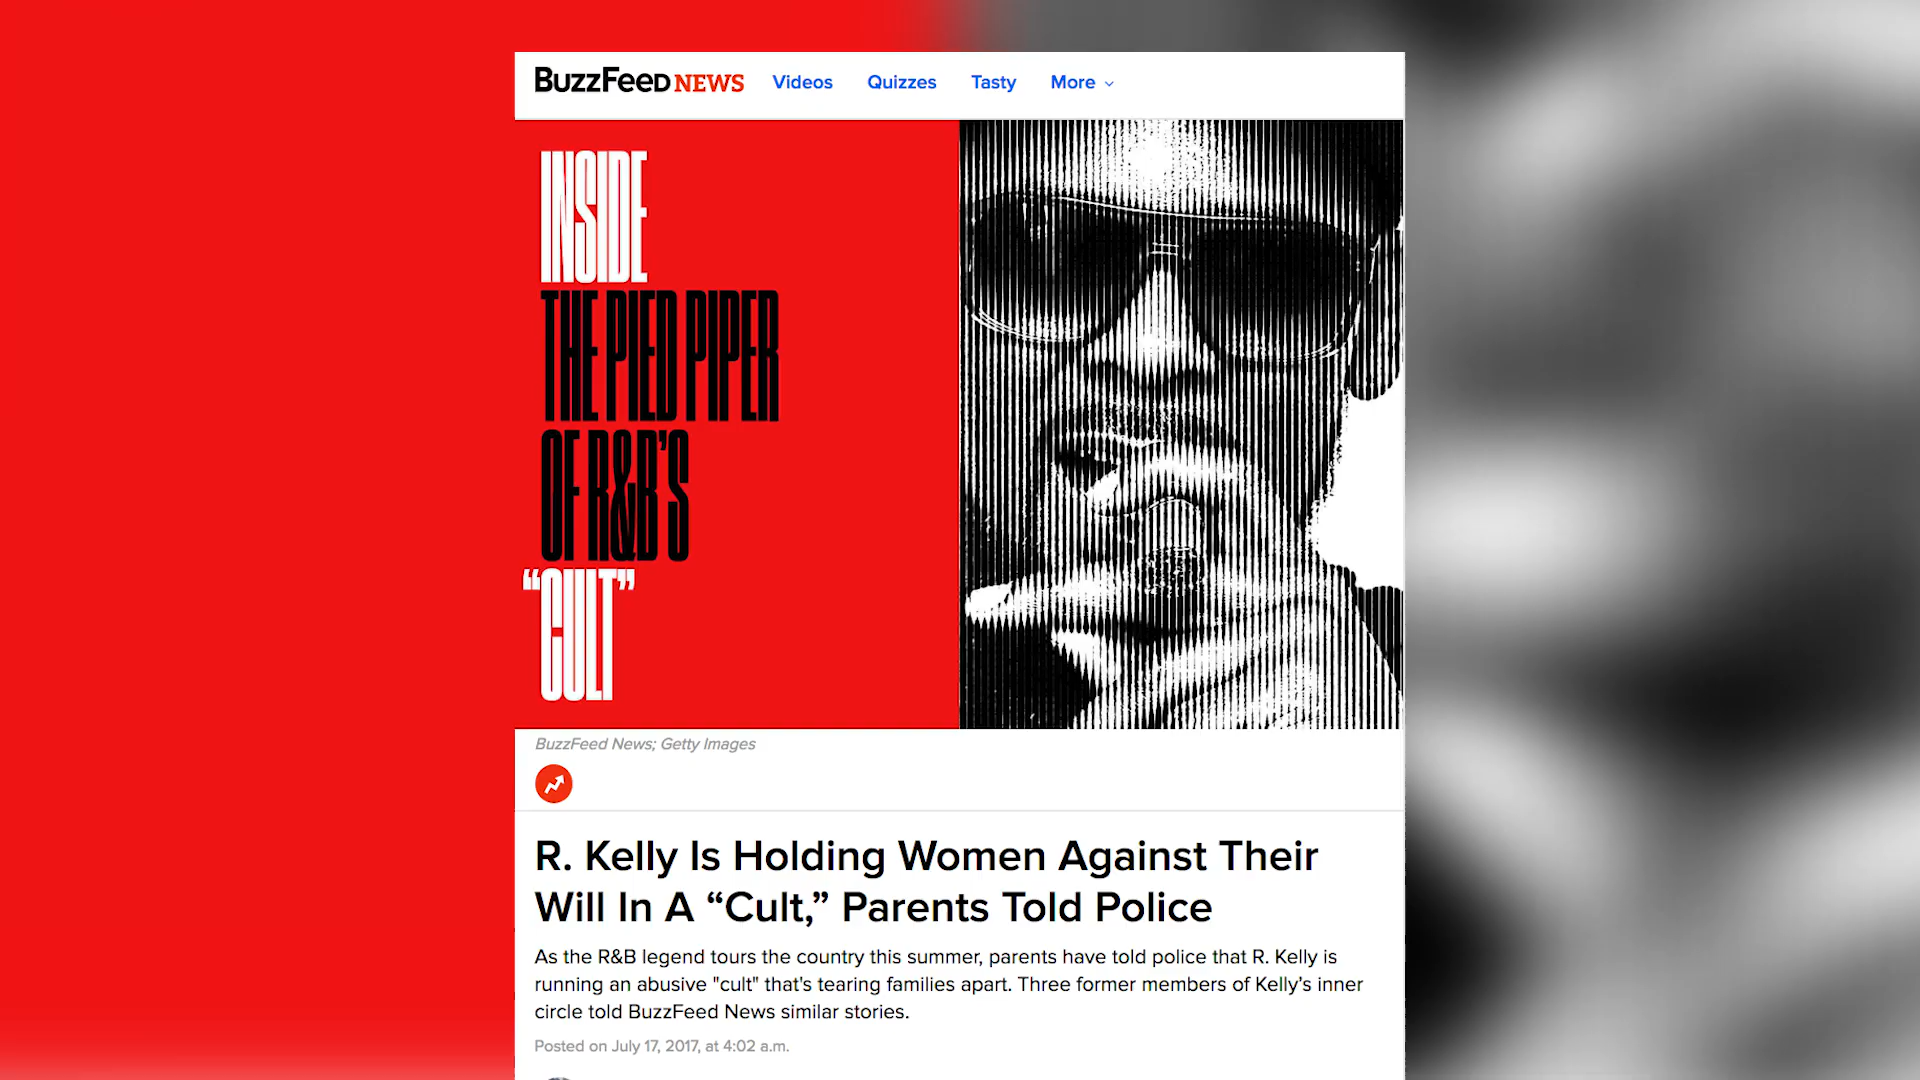 BuzzFeed NEWS Videos Quizzes Tasty More
INSIDE
THE PIED PIPER
OF R&B'S
“CULT”
BuzzFeed News; Getty Images
R. Kelly Is Holding Women Against Their
Will In A “Cult,” Parents Told Police
As the R&B legend tours the country this summer, parents have told police that R. Kelly is
running an abusive "cult" that's tearing families apart. Three former members of Kelly’s inner
circle told BuzzFeed News similar stories.
Posted on July 17, 2017, at 4:02 a.m.